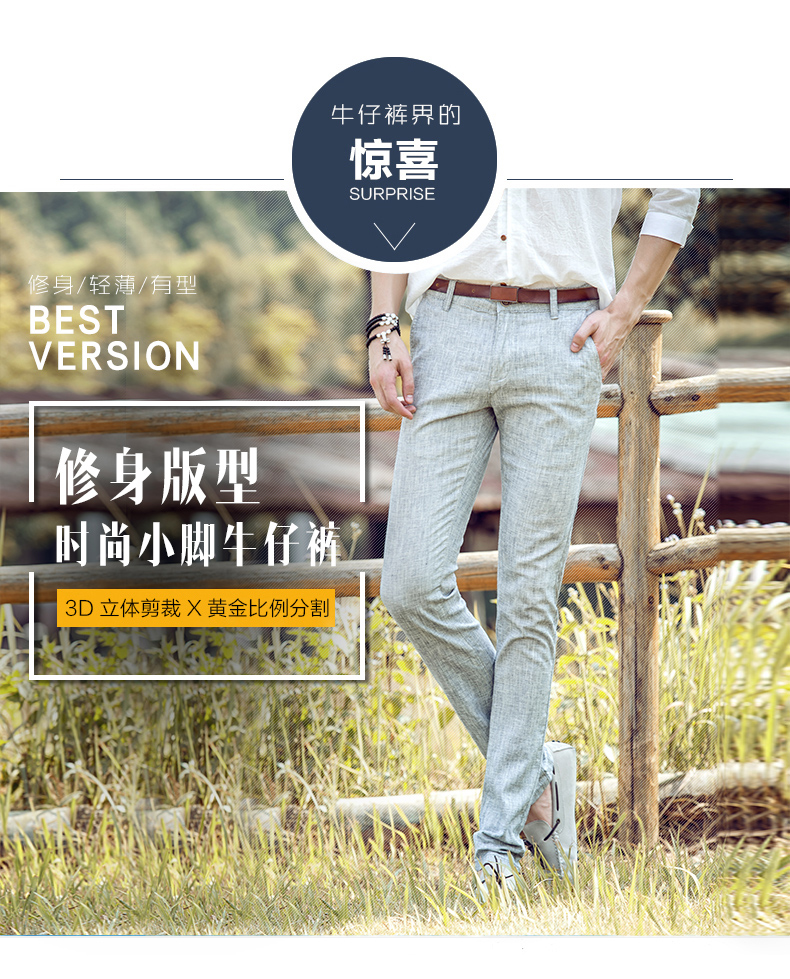 牛仔裤界的
惊喜
SURPRISE
修身/轻薄/有型
BEST
VERSION
修身版型
时尚小脚牛仔裤
3D 立体剪裁 X 黄金比例分割